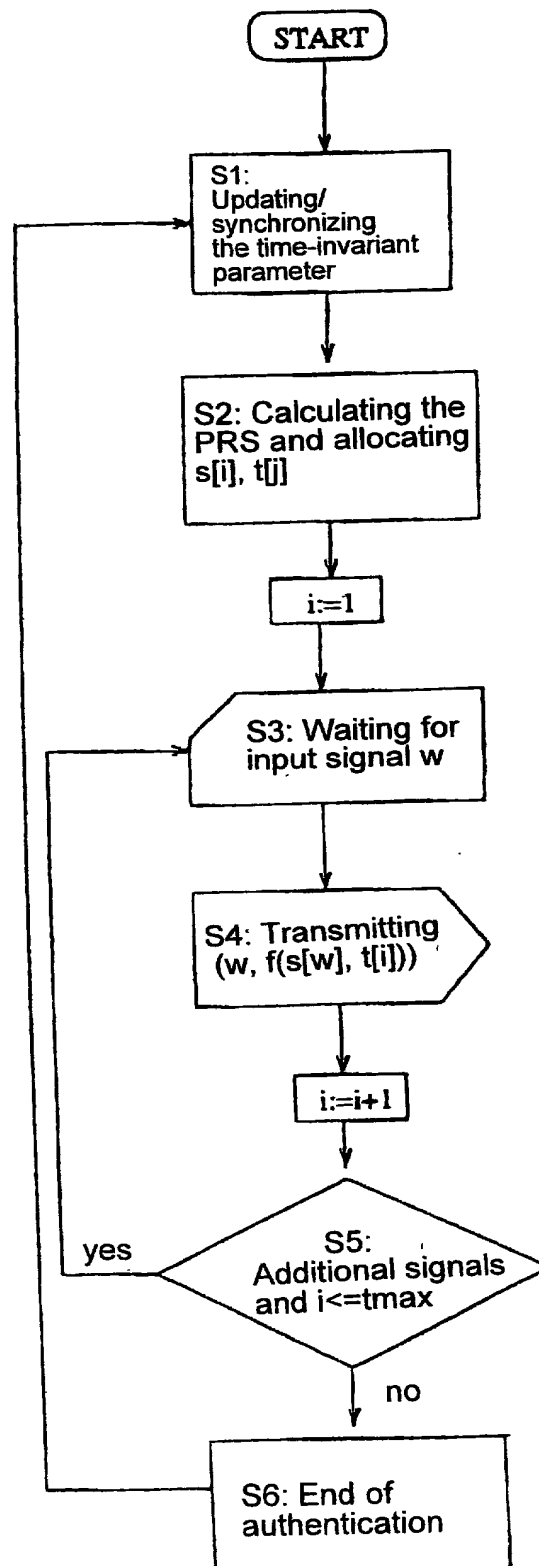 START
S1:
Updating/
synchronizing
the time-invariant
parameter
S2: Calculating the
PRS and allocating
s[i], t[j]
i:=1
S3: Waiting for
input signal w
S4: Transmitting
(w, f(s[w], t[i]))
i:=i+1
S5:
Additional signals
and i<=tmax
yes
no
S6: End of
authentication